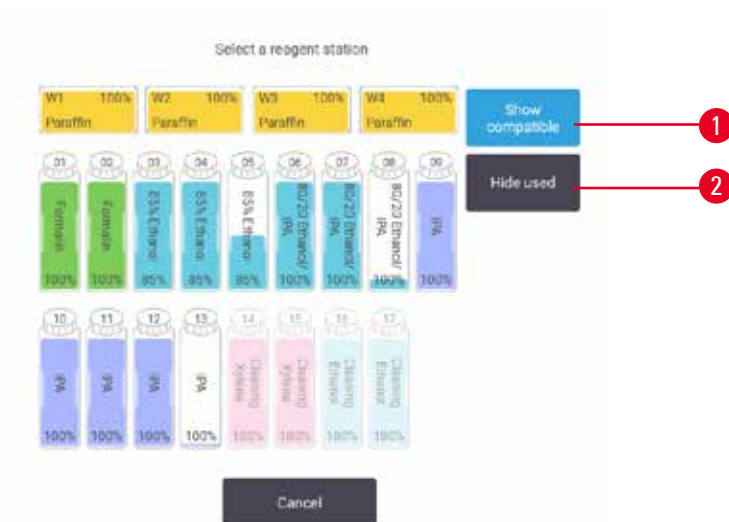 Select a reagent station
W1 100% W2 100% W3 100% W4 100%
Paraffin Paraffin Paraffin Paraffin
Show
compatible
1
01 02 03 04 05 06 07 08 09
Hide used
2
Formalin
Formalin
85% Ethanol
85% Ethanol
85% Ethanol
80/20 Ethanol/
IPA
80/20 Ethanol/
IPA
80/20 Ethanol/
IPA
IPA
100% 100% 85% 85% 85% 100% 100% 100% 100%
10 11 12 13 14 15 16 17
IPA
IPA
IPA
IPA
Cleaning
Xylene
Cleaning
Xylene
Cleaning
Ethanol
Cleaning
Ethanol
100% 100% 100% 100% 100% 100% 100% 100%
Cancel